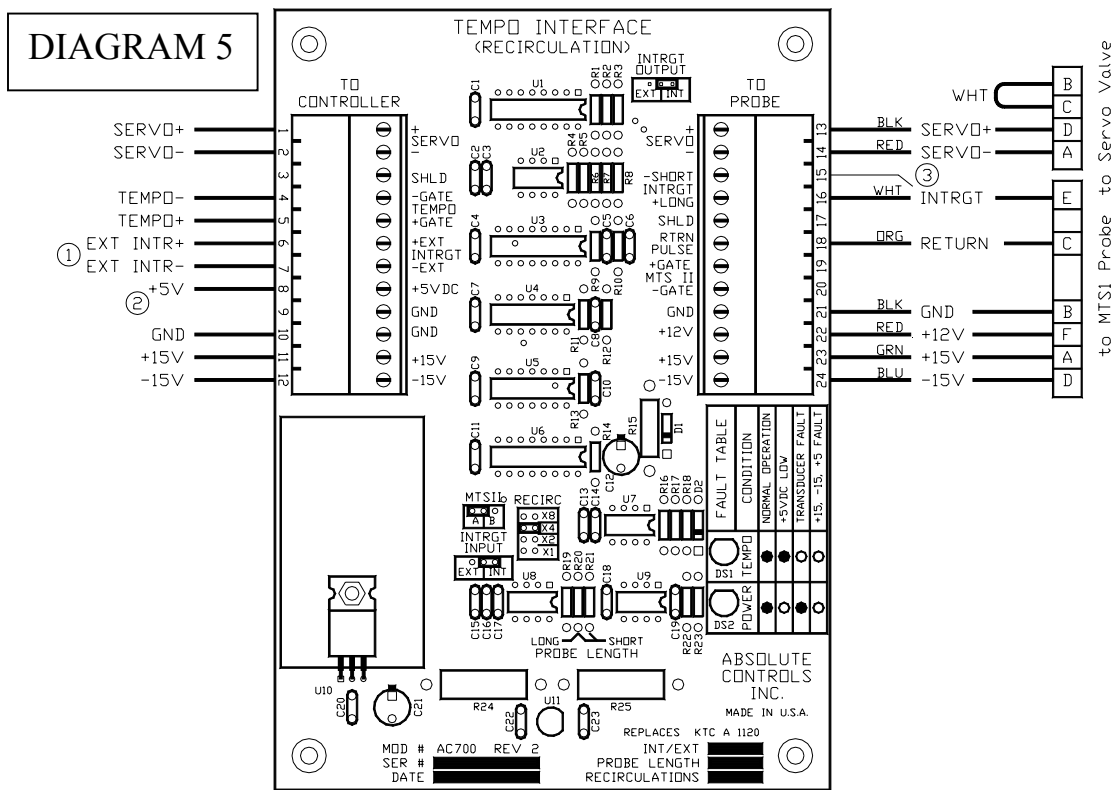 DIAGRAM 5
TEMPO INTERFACE
(RECIRCULATION)
TO
CONTROLLER
SERVO+
SERVO-
TEMPO-
TEMPO+
1 EXT INTR+
EXT INTR-
2 +5V
GND
+15V
-15V
1
2
3
4
5
6
7
8
9
10
11
12
+
SERVO
-
SHLD
-GATE
TEMPO
+GATE
+EXT
INTRGT
-EXT
+5VDC
GND
GND
+15V
-15V
C1
U1
R1
R2
R3
INTRGT
OUTPUT
EXT INT
C2
C3
U2
R4
R5
R6
R7
R8
C4
U3
C5
C6
R9
R10
C7
U4
R11
C8
R12
C9
U5
C10
R13
C11
U6
R14
C12
R15
D1
TO
PROBE
+
SERVO
-
-SHORT
INTRGT
+LONG
SHLD
RTRN
PULSE
+GATE
MTS II
-GATE
GND
+12V
+15V
-15V
13
14
15
16
17
18
19
20
21
22
23
24
BLK SERVO+
RED SERVO-
3
WHT INTRGT
ORG RETURN
BLK GND
RED +12V
GRN +15V
BLU -15V
WHT
B
C
D
A
E
C
B
F
A
D
to Servo Valve
to MTS1 Probe
MTSII
A B
RECIRC
X8
X4
X2
X1
INTRGT
INPUT
EXT INT
C13
C14
U7
R16
R17
R18
D2
C15
C16
C17
U8
R19
R20
R21
C18
U9
C19
R22
R23
LONG SHORT
PROBE LENGTH
FAULT TABLE
CONDITION
NORMAL OPERATION
+5VDC LOW
TRANSDUCER FAULT
+15, -15, +5 FAULT
DS1 TEMPO
DS2 POWER
U10
C20
C21
R24
C22
U11
C23
R25
ABSOLUTE
CONTROLS
INC.
MADE IN U.S.A.
REPLACES KTC A 1120
MOD # AC700 REV 2
SER #
DATE
INT/EXT
PROBE LENGTH
RECIRCULATIONS